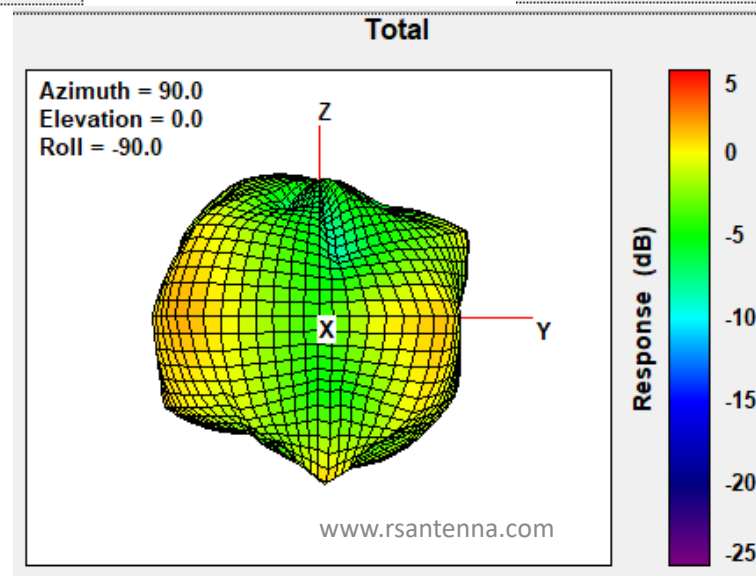 Total
Azimuth = 90.0
Elevation = 0.0
Roll = -90.0
Z
X
Y
www.rsantenna.com
Response (dB)
5
0
-5
-10
-15
-20
-25